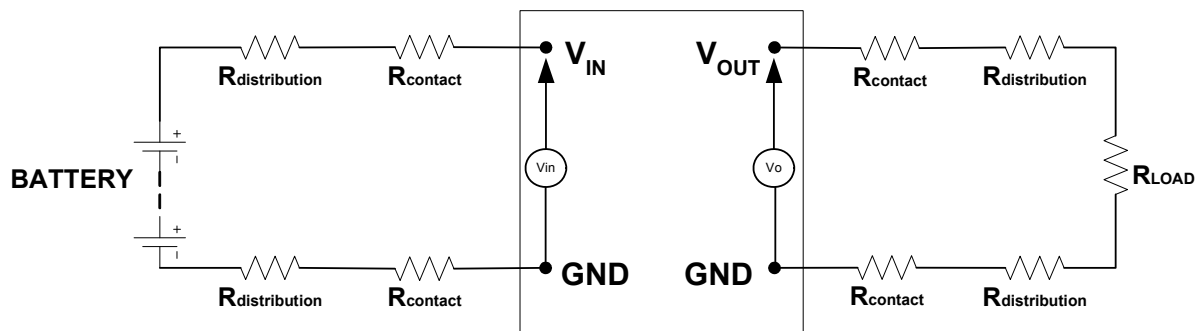 VIN
VOUT
Rdistribution
Rcontact
Rcontact
Rdistribution
+
-
BATTERY
Vin
Vo
RLOAD
+
-
GND
GND
Rdistribution
Rcontact
Rcontact
Rdistribution